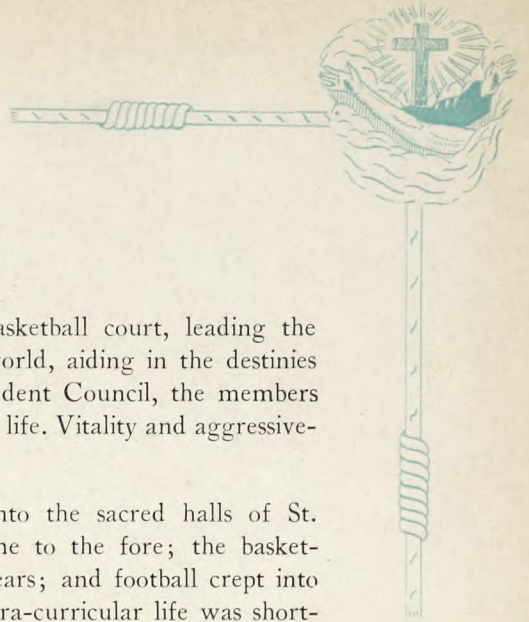 asketball court, leading the
orld, aiding in the destinies
dent Council, the members
life. Vitality and aggressive-
nto the sacred halls of St.
ne to the fore; the basket-
ears; and football crept into
ra-curricular life was short-